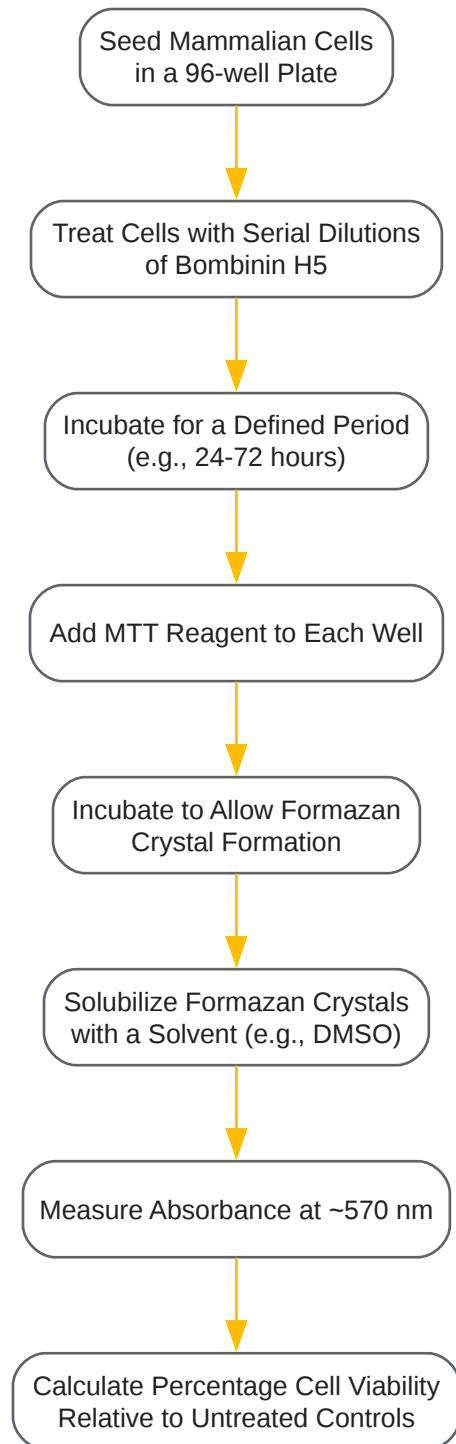 Seed Mammalian Cells
in a 96-well Plate
Treat Cells with Serial Dilutions
of Bombinin H5
Incubate for a Defined Period
(e.g., 24-72 hours)
Add MTT Reagent to Each Well
Incubate to Allow Formazan
Crystal Formation
Solubilize Formazan Crystals
with a Solvent (e.g., DMSO)
Measure Absorbance at ~570 nm
Calculate Percentage Cell Viability
Relative to Untreated Controls